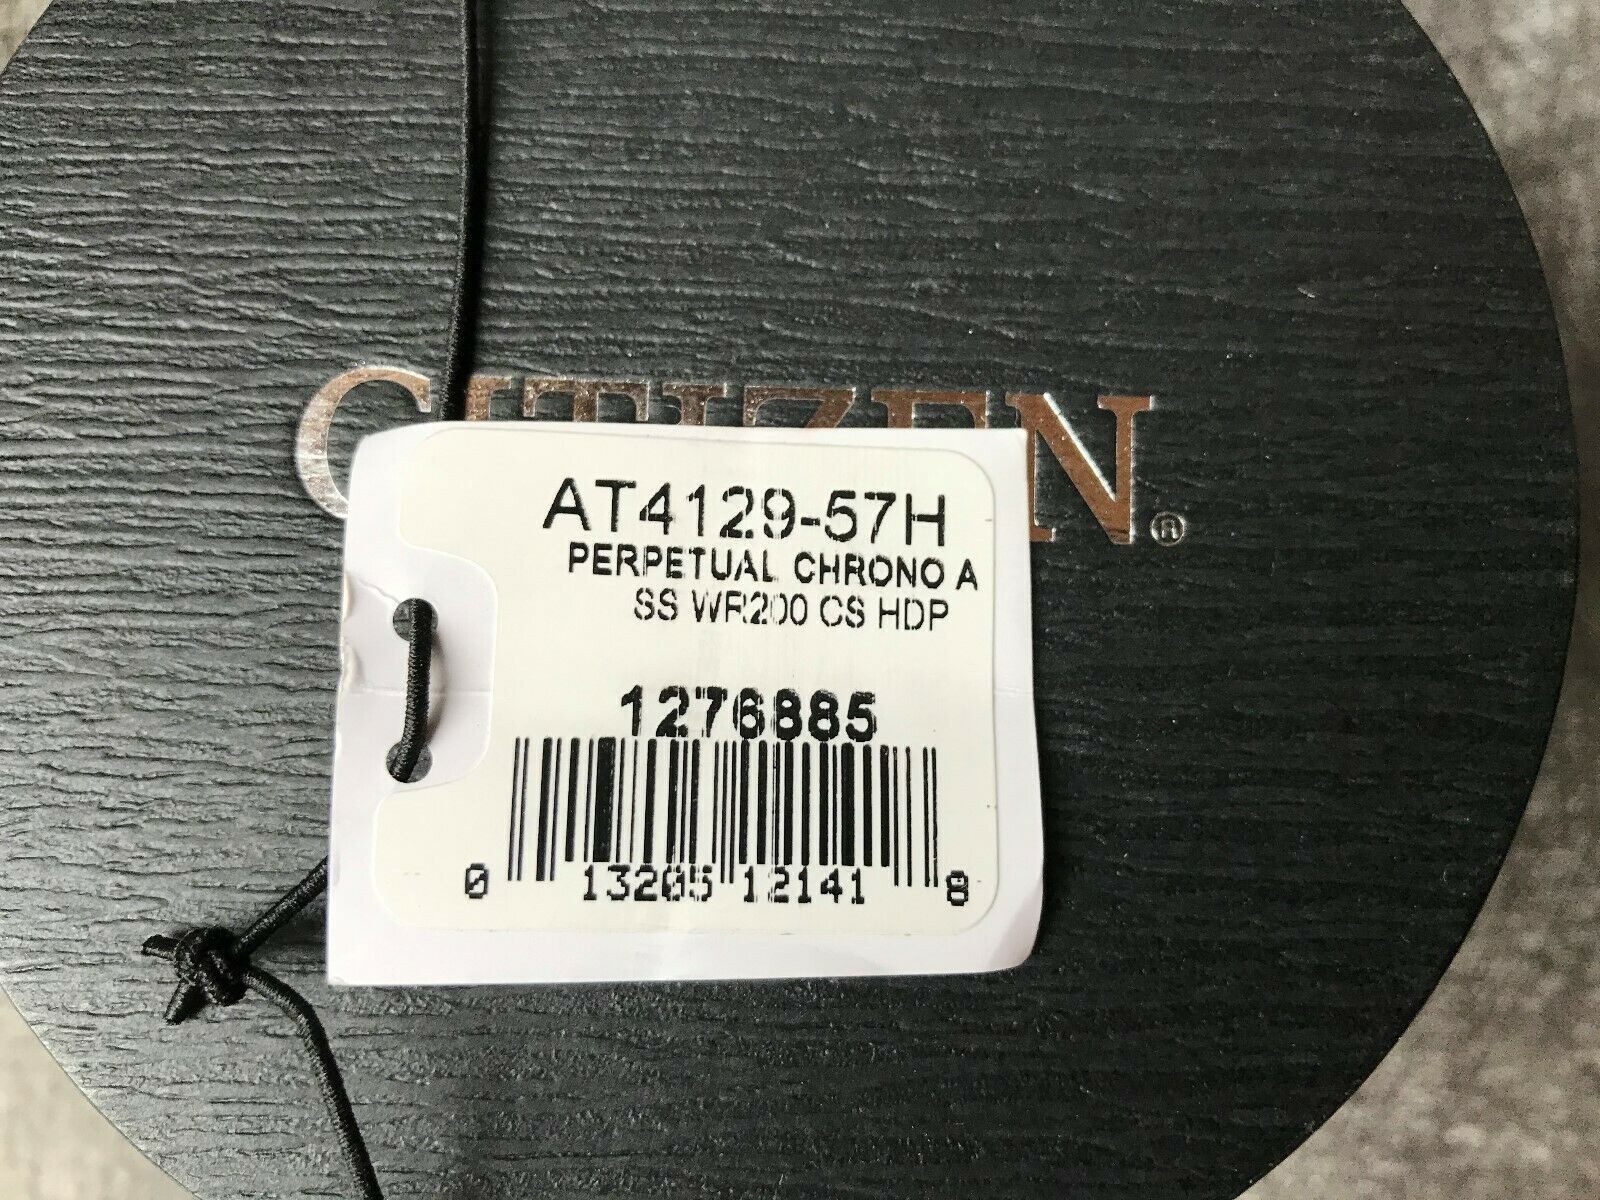 CITIZEN®
AT4129-57H
PERPETUAL CHRONO A
SS WR200 CS HDP
1276885
0 13205 12141 8